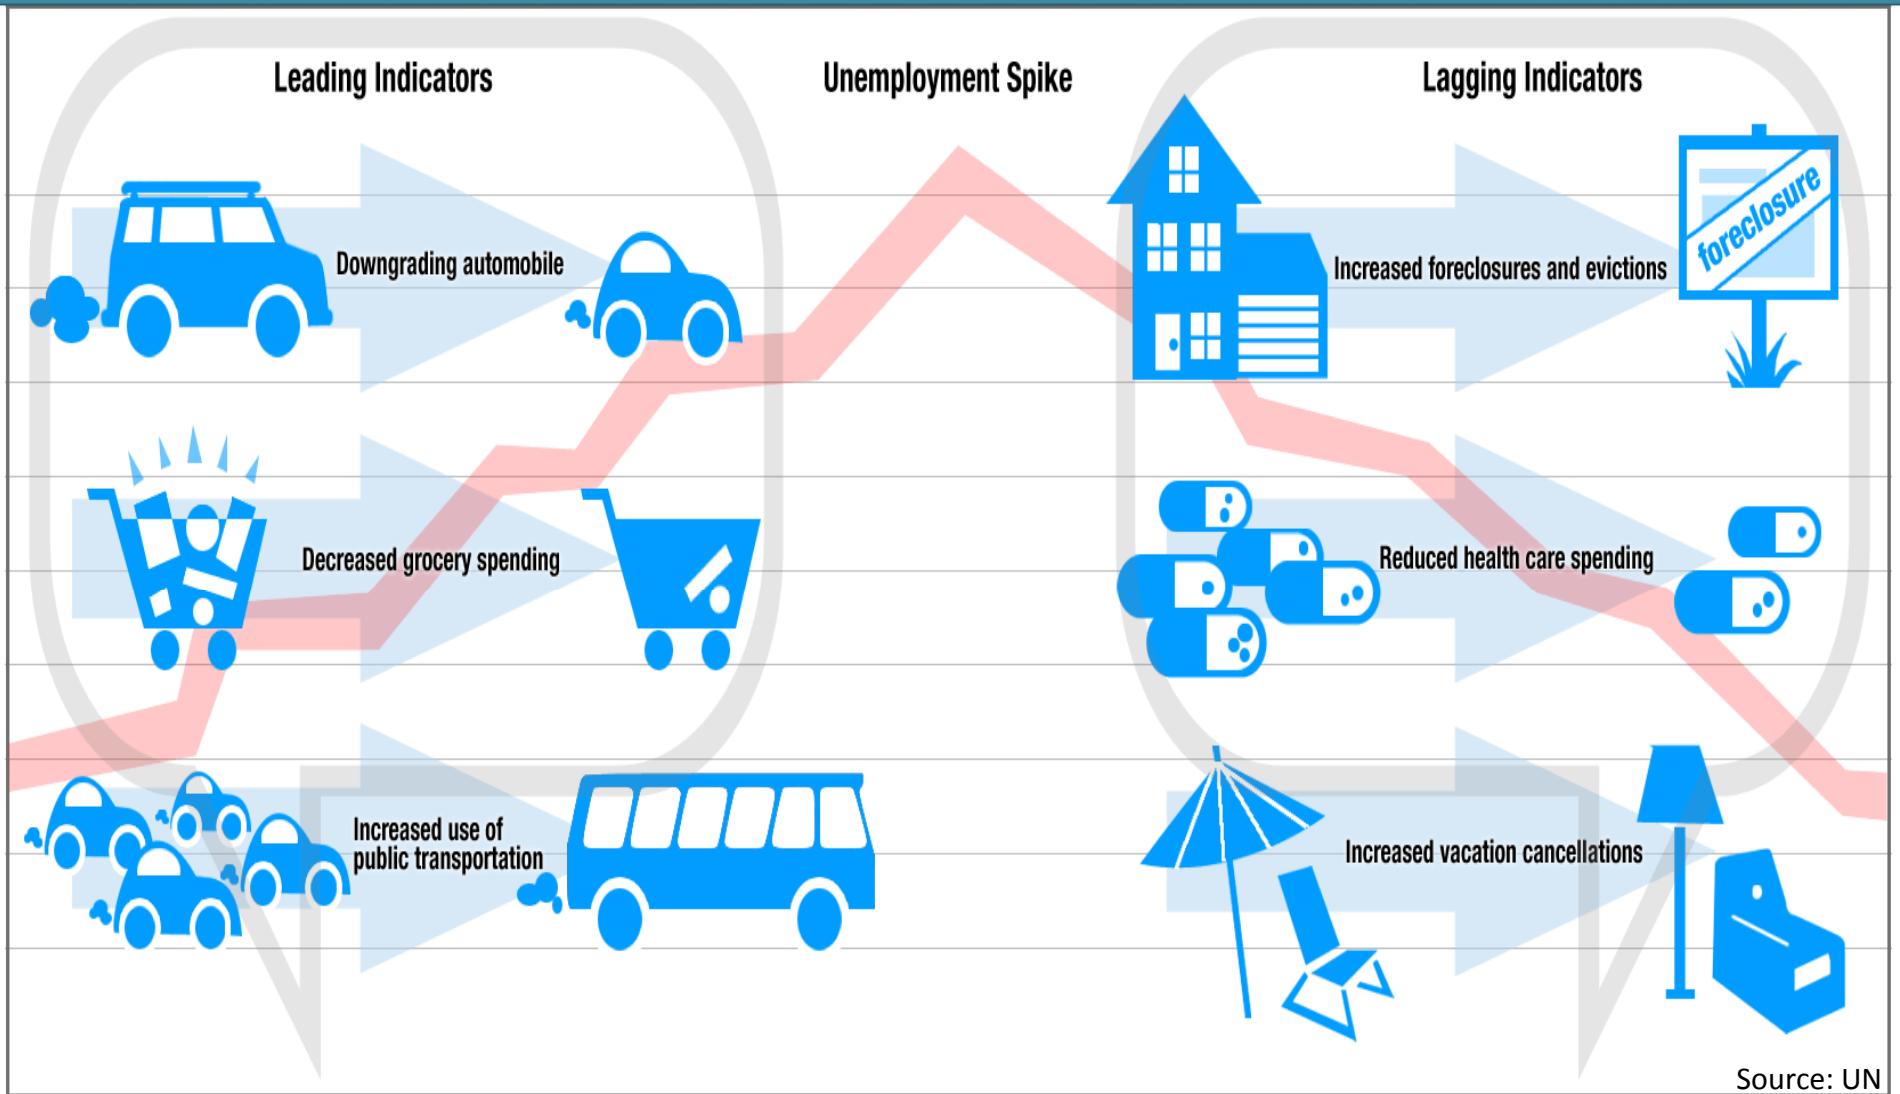 Leading Indicators
Unemployment Spike
Lagging Indicators
Downgrading automobile
Increased foreclosures and evictions
foreclosure
Decreased grocery spending
Reduced health care spending
Increased use of
public transportation
Increased vacation cancellations
Source: UN